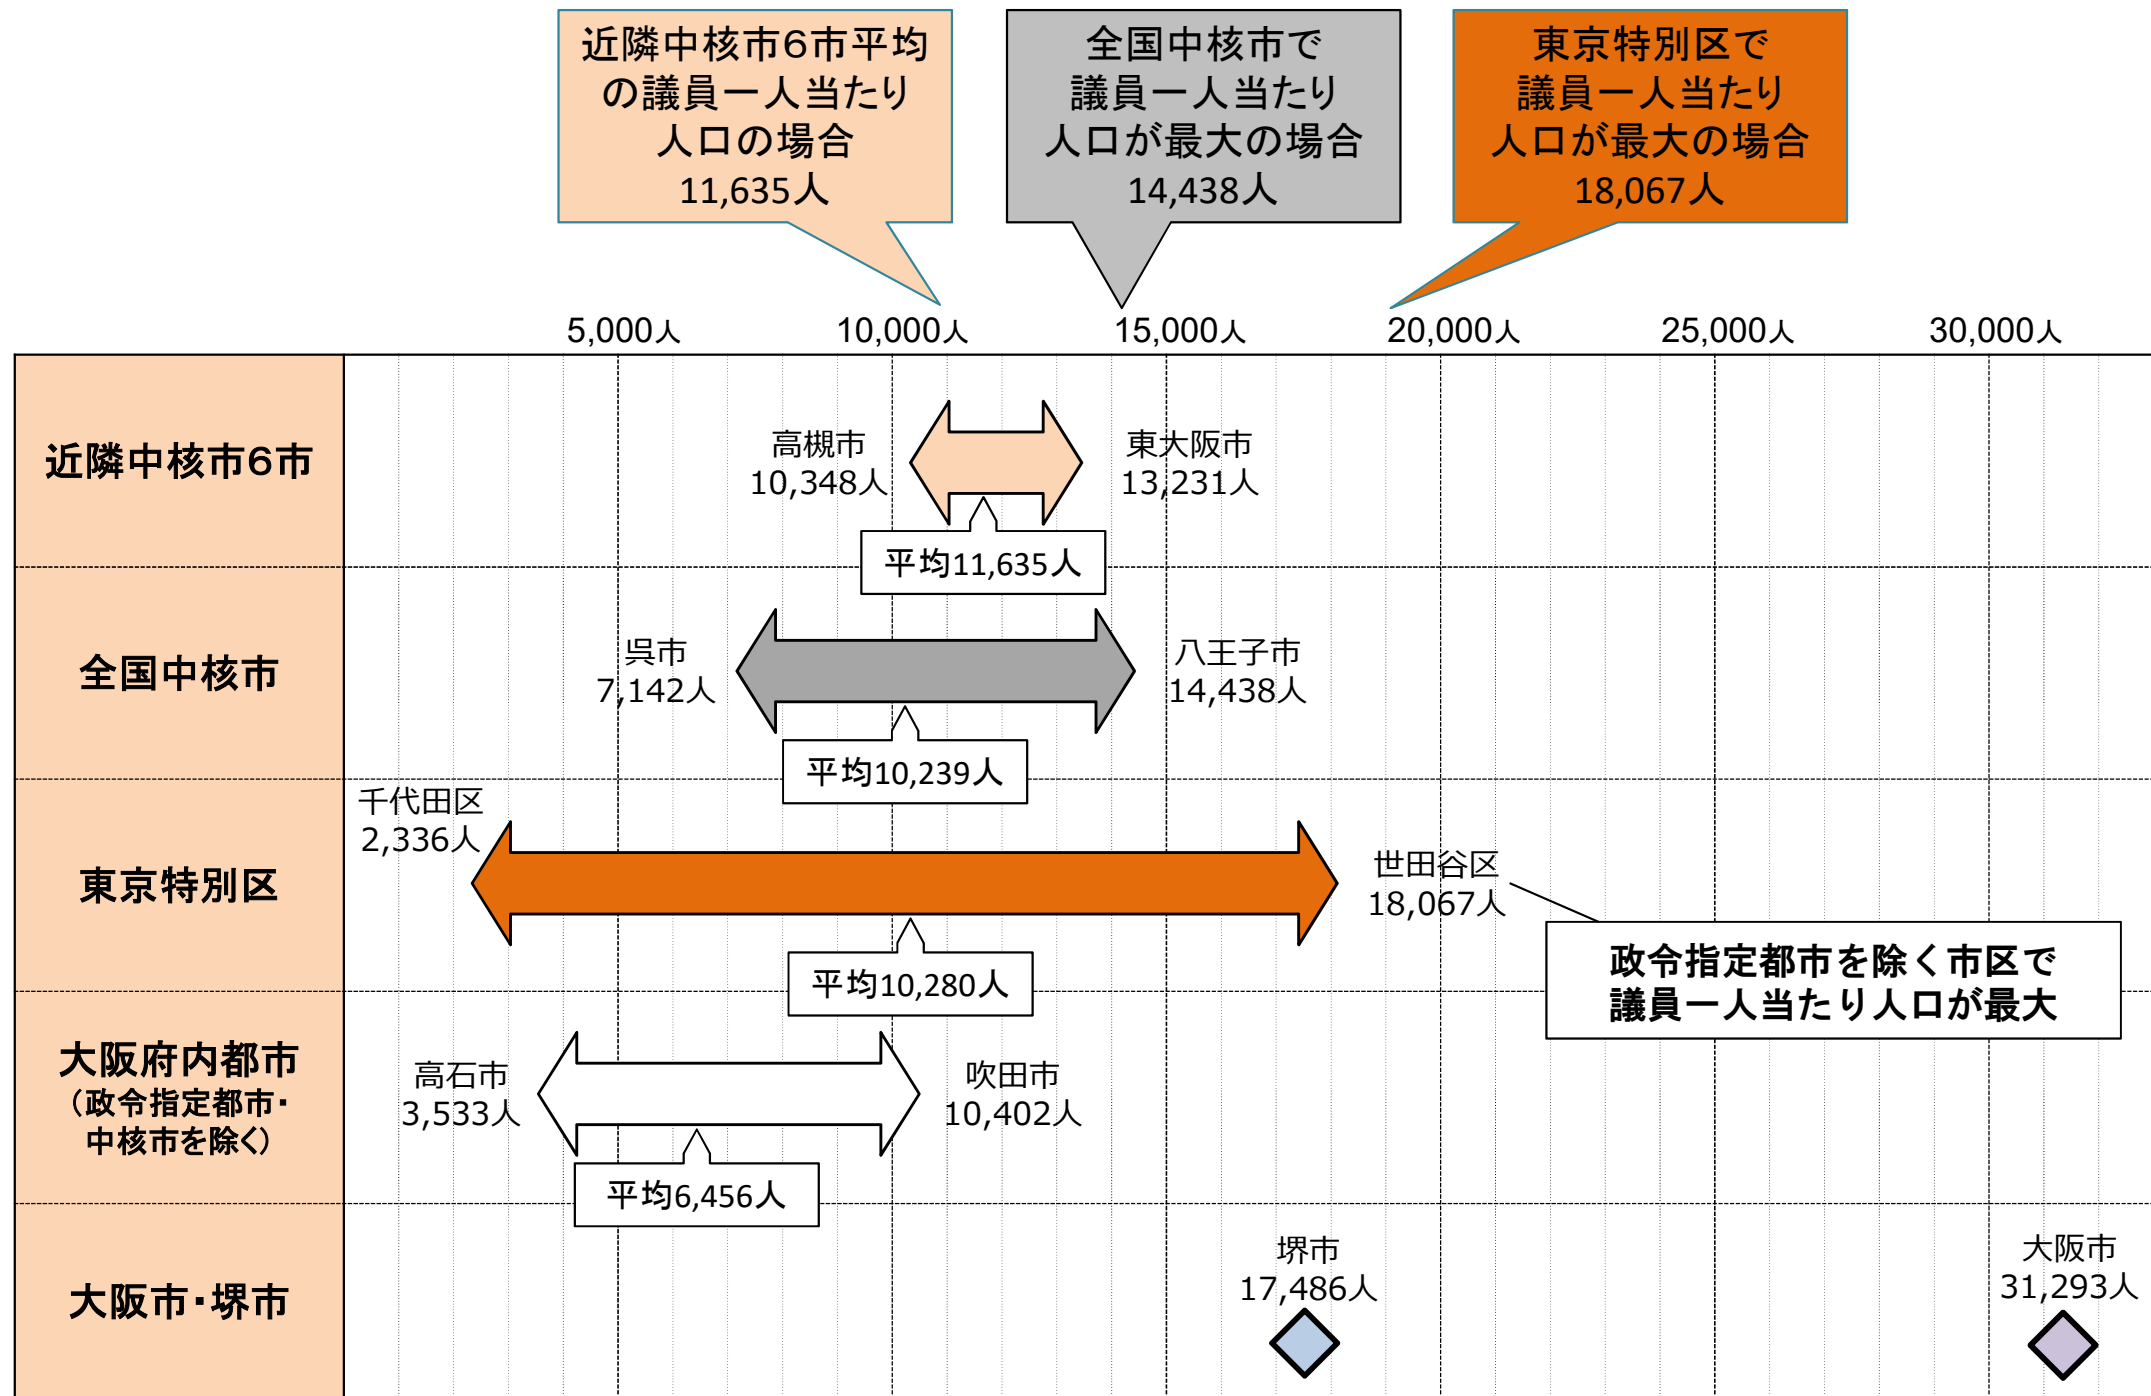 近隣中核市6市平均
の議員一人当たり
人口の場合
11,635人
全国中核市で
議員一人当たり
人口が最大の場合
14,438人
東京特別区で
議員一人当たり
人口が最大の場合
18,067人
5,000人
10,000人
15,000人
20,000人
25,000人
30,000人
近隣中核市6市
高槻市
10,348人
東大阪市
13,231人
平均11,635人
全国中核市
呉市
7,142人
八王子市
14,438人
平均10,239人
東京特別区
千代田区
2,336人
世田谷区
18,067人
平均10,280人
政令指定都市を除く市区で
議員一人当たり人口が最大
大阪府内都市
（政令指定都市・
中核市を除く）
高石市
3,533人
吹田市
10,402人
平均6,456人
大阪市・堺市
堺市
17,486人
大阪市
31,293人